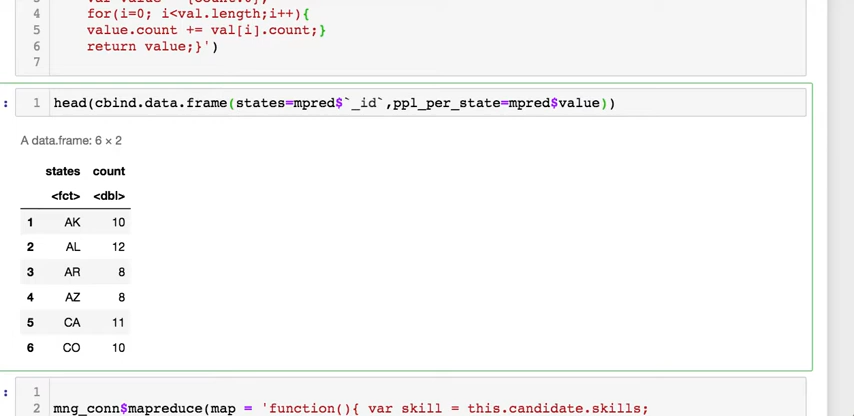 4 for(i=0; i<val.length;i++){
5 value.count += val[i].count;}
6 return value;}')
7
: 1 head(cbind.data.frame(states=mpred$`_id`,ppl_per_state=mpred$value))
A data.frame: 6 × 2
states count
<fct> <dbl>
1 AK 10
2 AL 12
3 AR 8
4 AZ 8
5 CA 11
6 CO 10
: 1
2 mng_conn$mapreduce(map = 'function(){ var skill = this.candidate.skills;